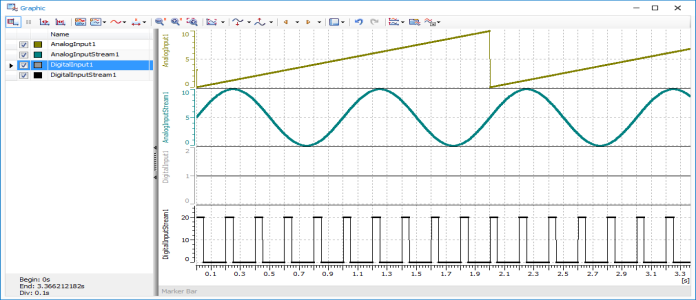 Graphic
Name
AnalogInput1
AnalogInputStream1
DigitalInput1
DigitalInputStream1
Begin: 0s
End: 3.366212182s
Div: 0.1s
AnalogInput1
10
5
0
AnalogInputStream1
10
5
0
DigitalInput1
2
1
0
DigitalInputStream1
20
10
0
0.1 0.3 0.5 0.7 0.9 1.1 1.3 1.5 1.7 1.9 2.1 2.3 2.5 2.7 2.9 3.1 3.3
[s]
Marker Bar